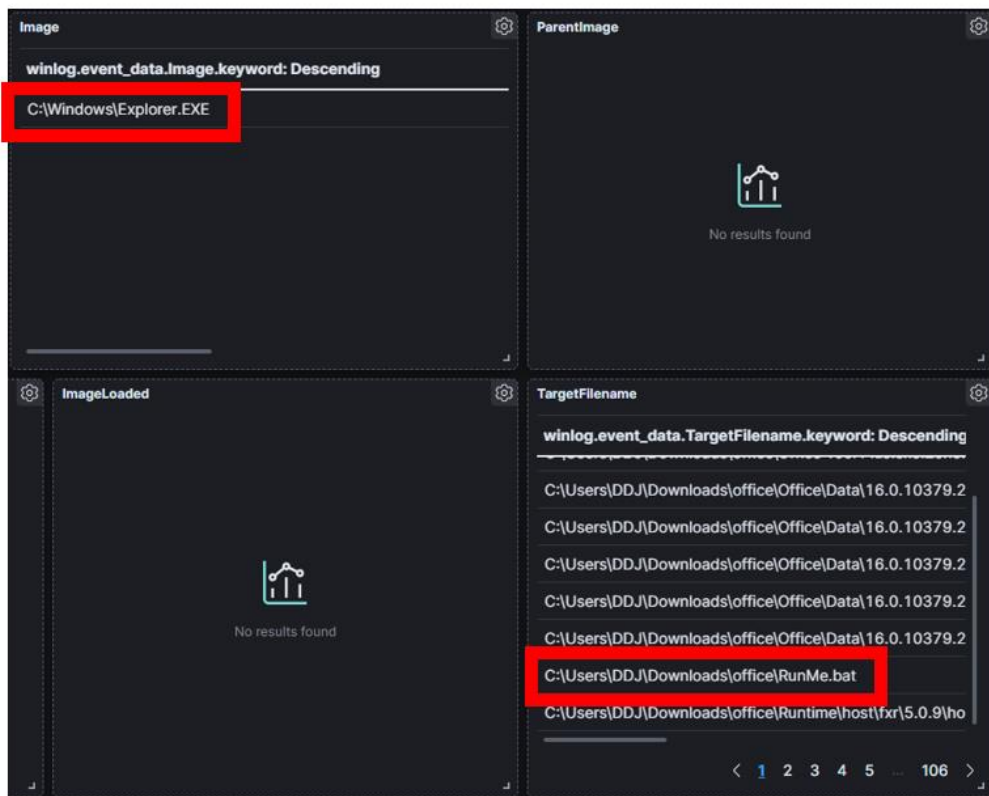 Image
winlog.event_data.Image.keyword: Descending
C:\Windows\Explorer.EXE
ParentImage
No results found
ImageLoaded
No results found
TargetFilename
winlog.event_data.TargetFilename.keyword: Descending
C:\Users\DDJ\Downloads\office\Office\Data\16.0.10379.2
C:\Users\DDJ\Downloads\office\Office\Data\16.0.10379.2
C:\Users\DDJ\Downloads\office\Office\Data\16.0.10379.2
C:\Users\DDJ\Downloads\office\Office\Data\16.0.10379.2
C:\Users\DDJ\Downloads\office\Office\Data\16.0.10379.2
C:\Users\DDJ\Downloads\office\RunMe.bat
C:\Users\DDJ\Downloads\office\Runtime\host\fxr\5.0.9\ho
< 1 2 3 4 5 … 106 >